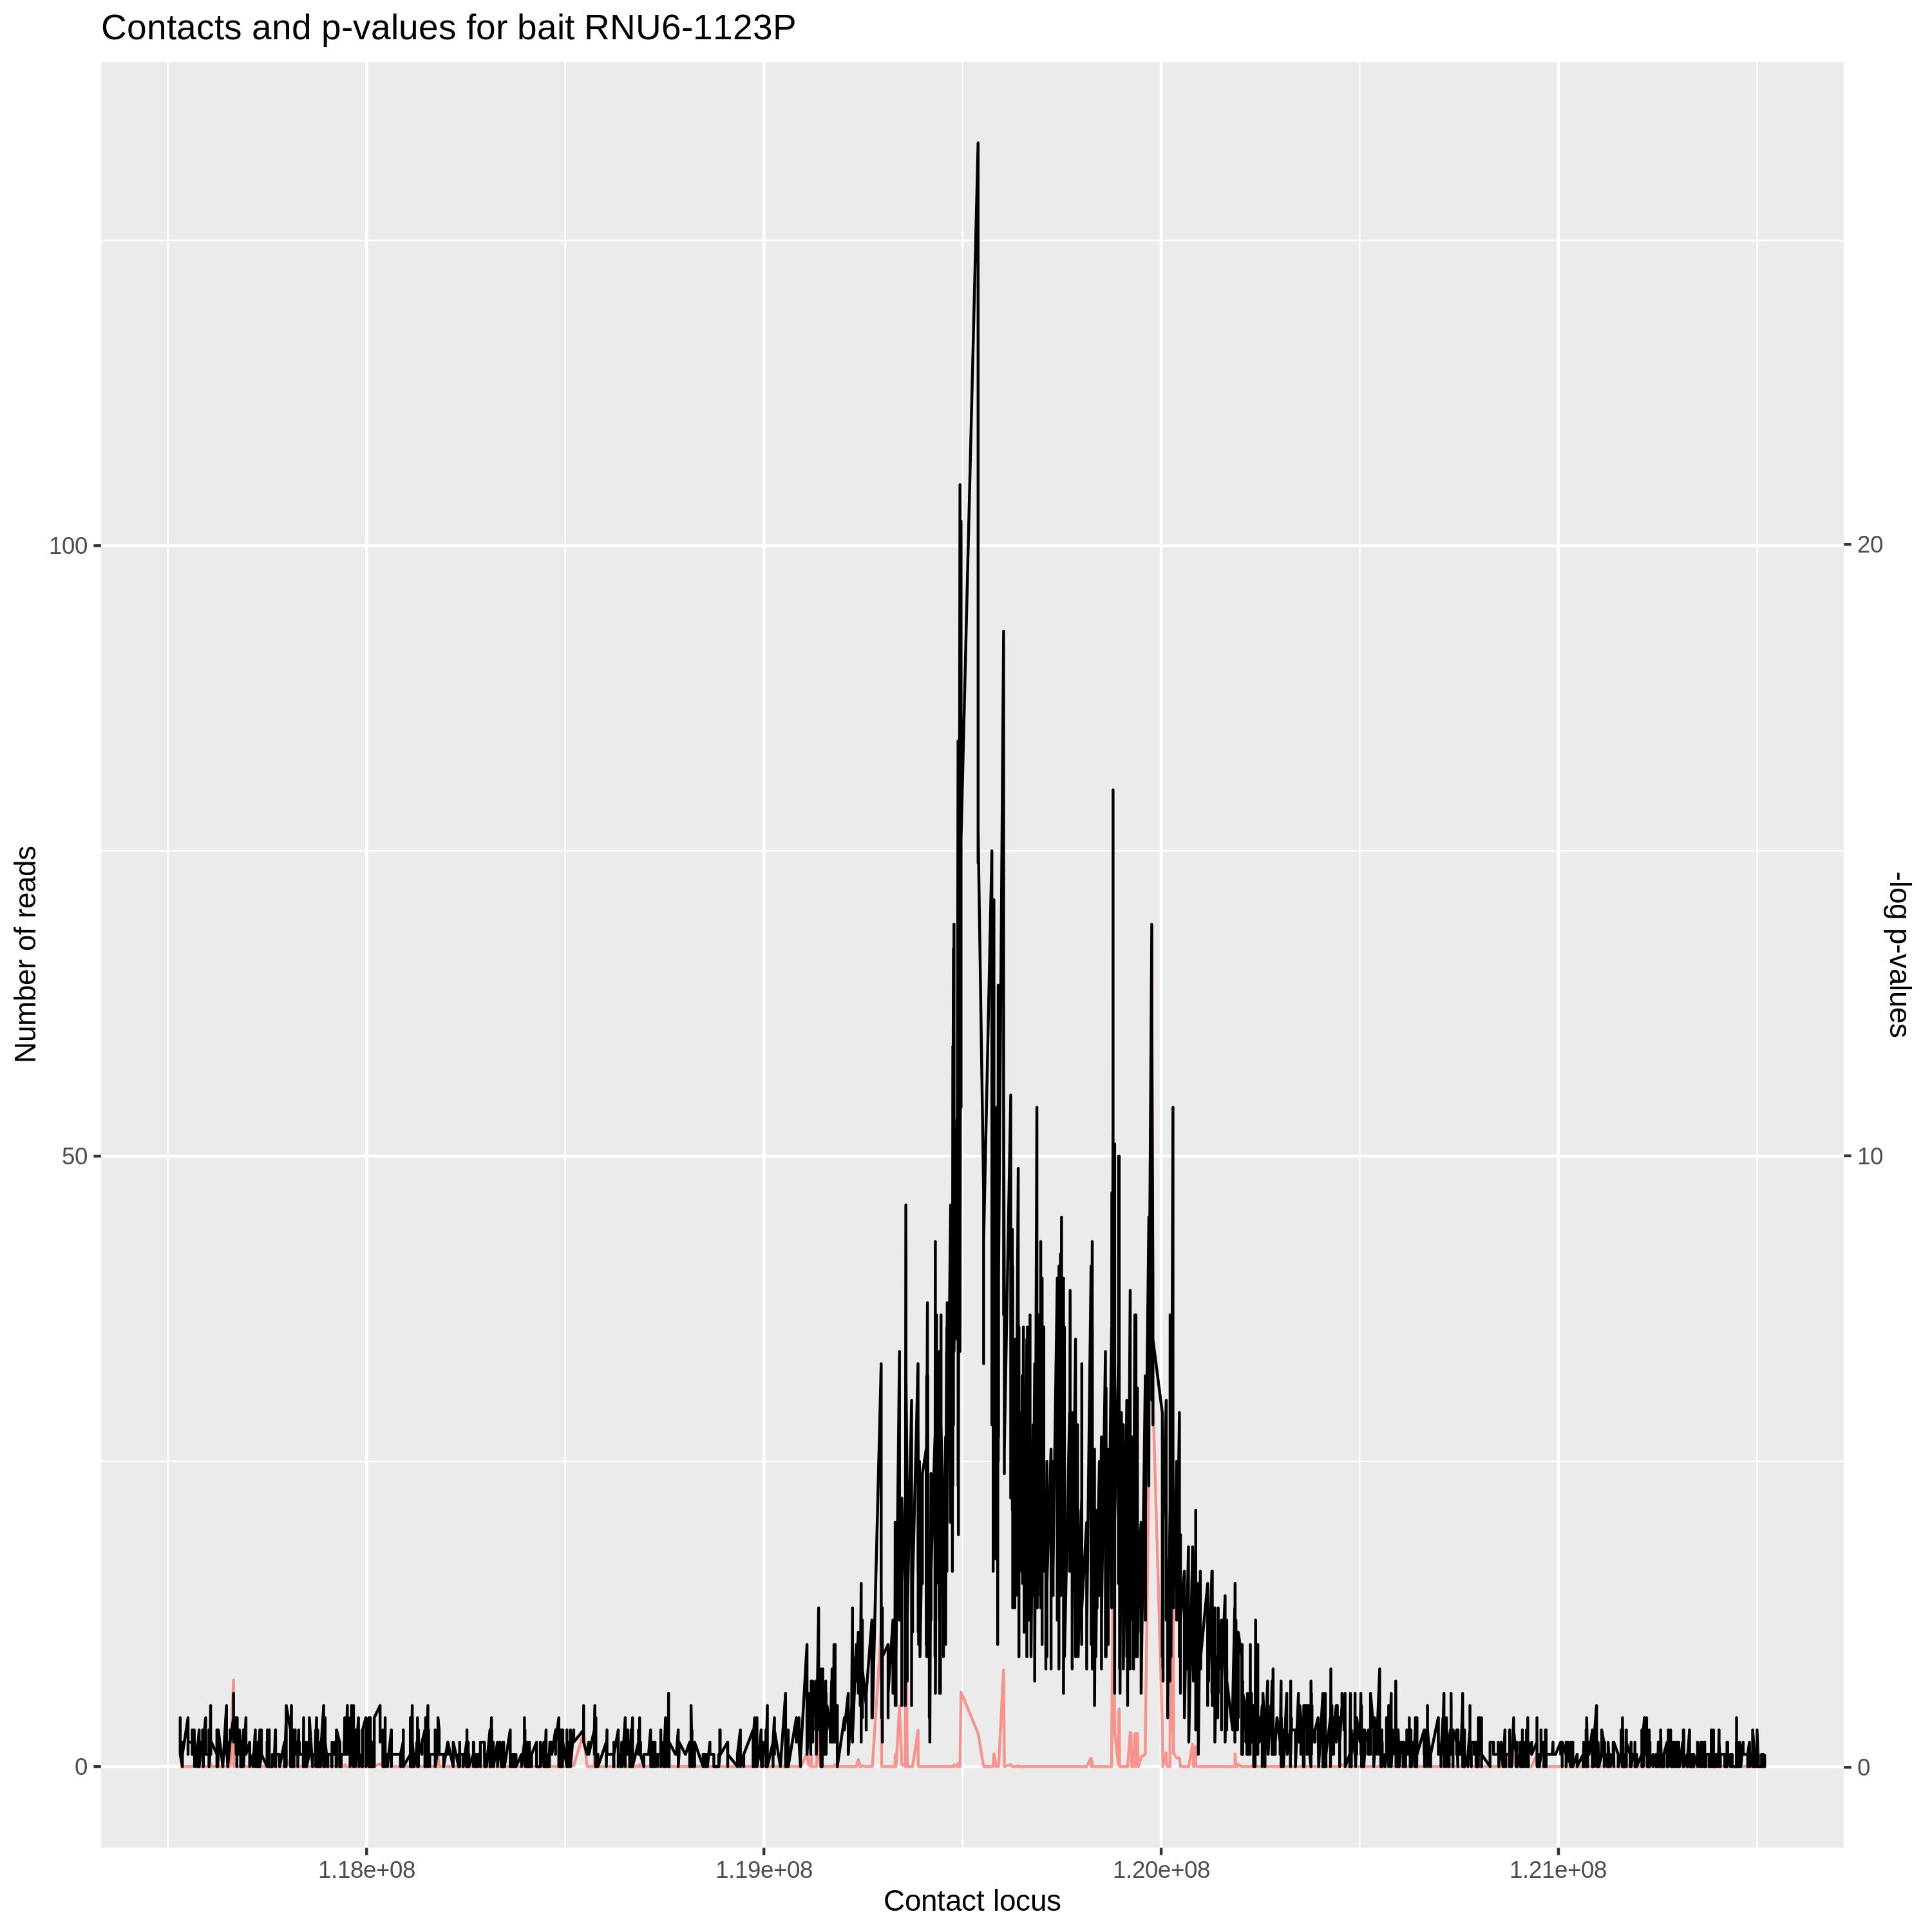 Contacts and p-values for bait RNU6-1123P
100
50
0
Number of reads
20
10
0
-log p-values
1.18e+08
1.19e+08
1.20e+08
1.21e+08
Contact locus